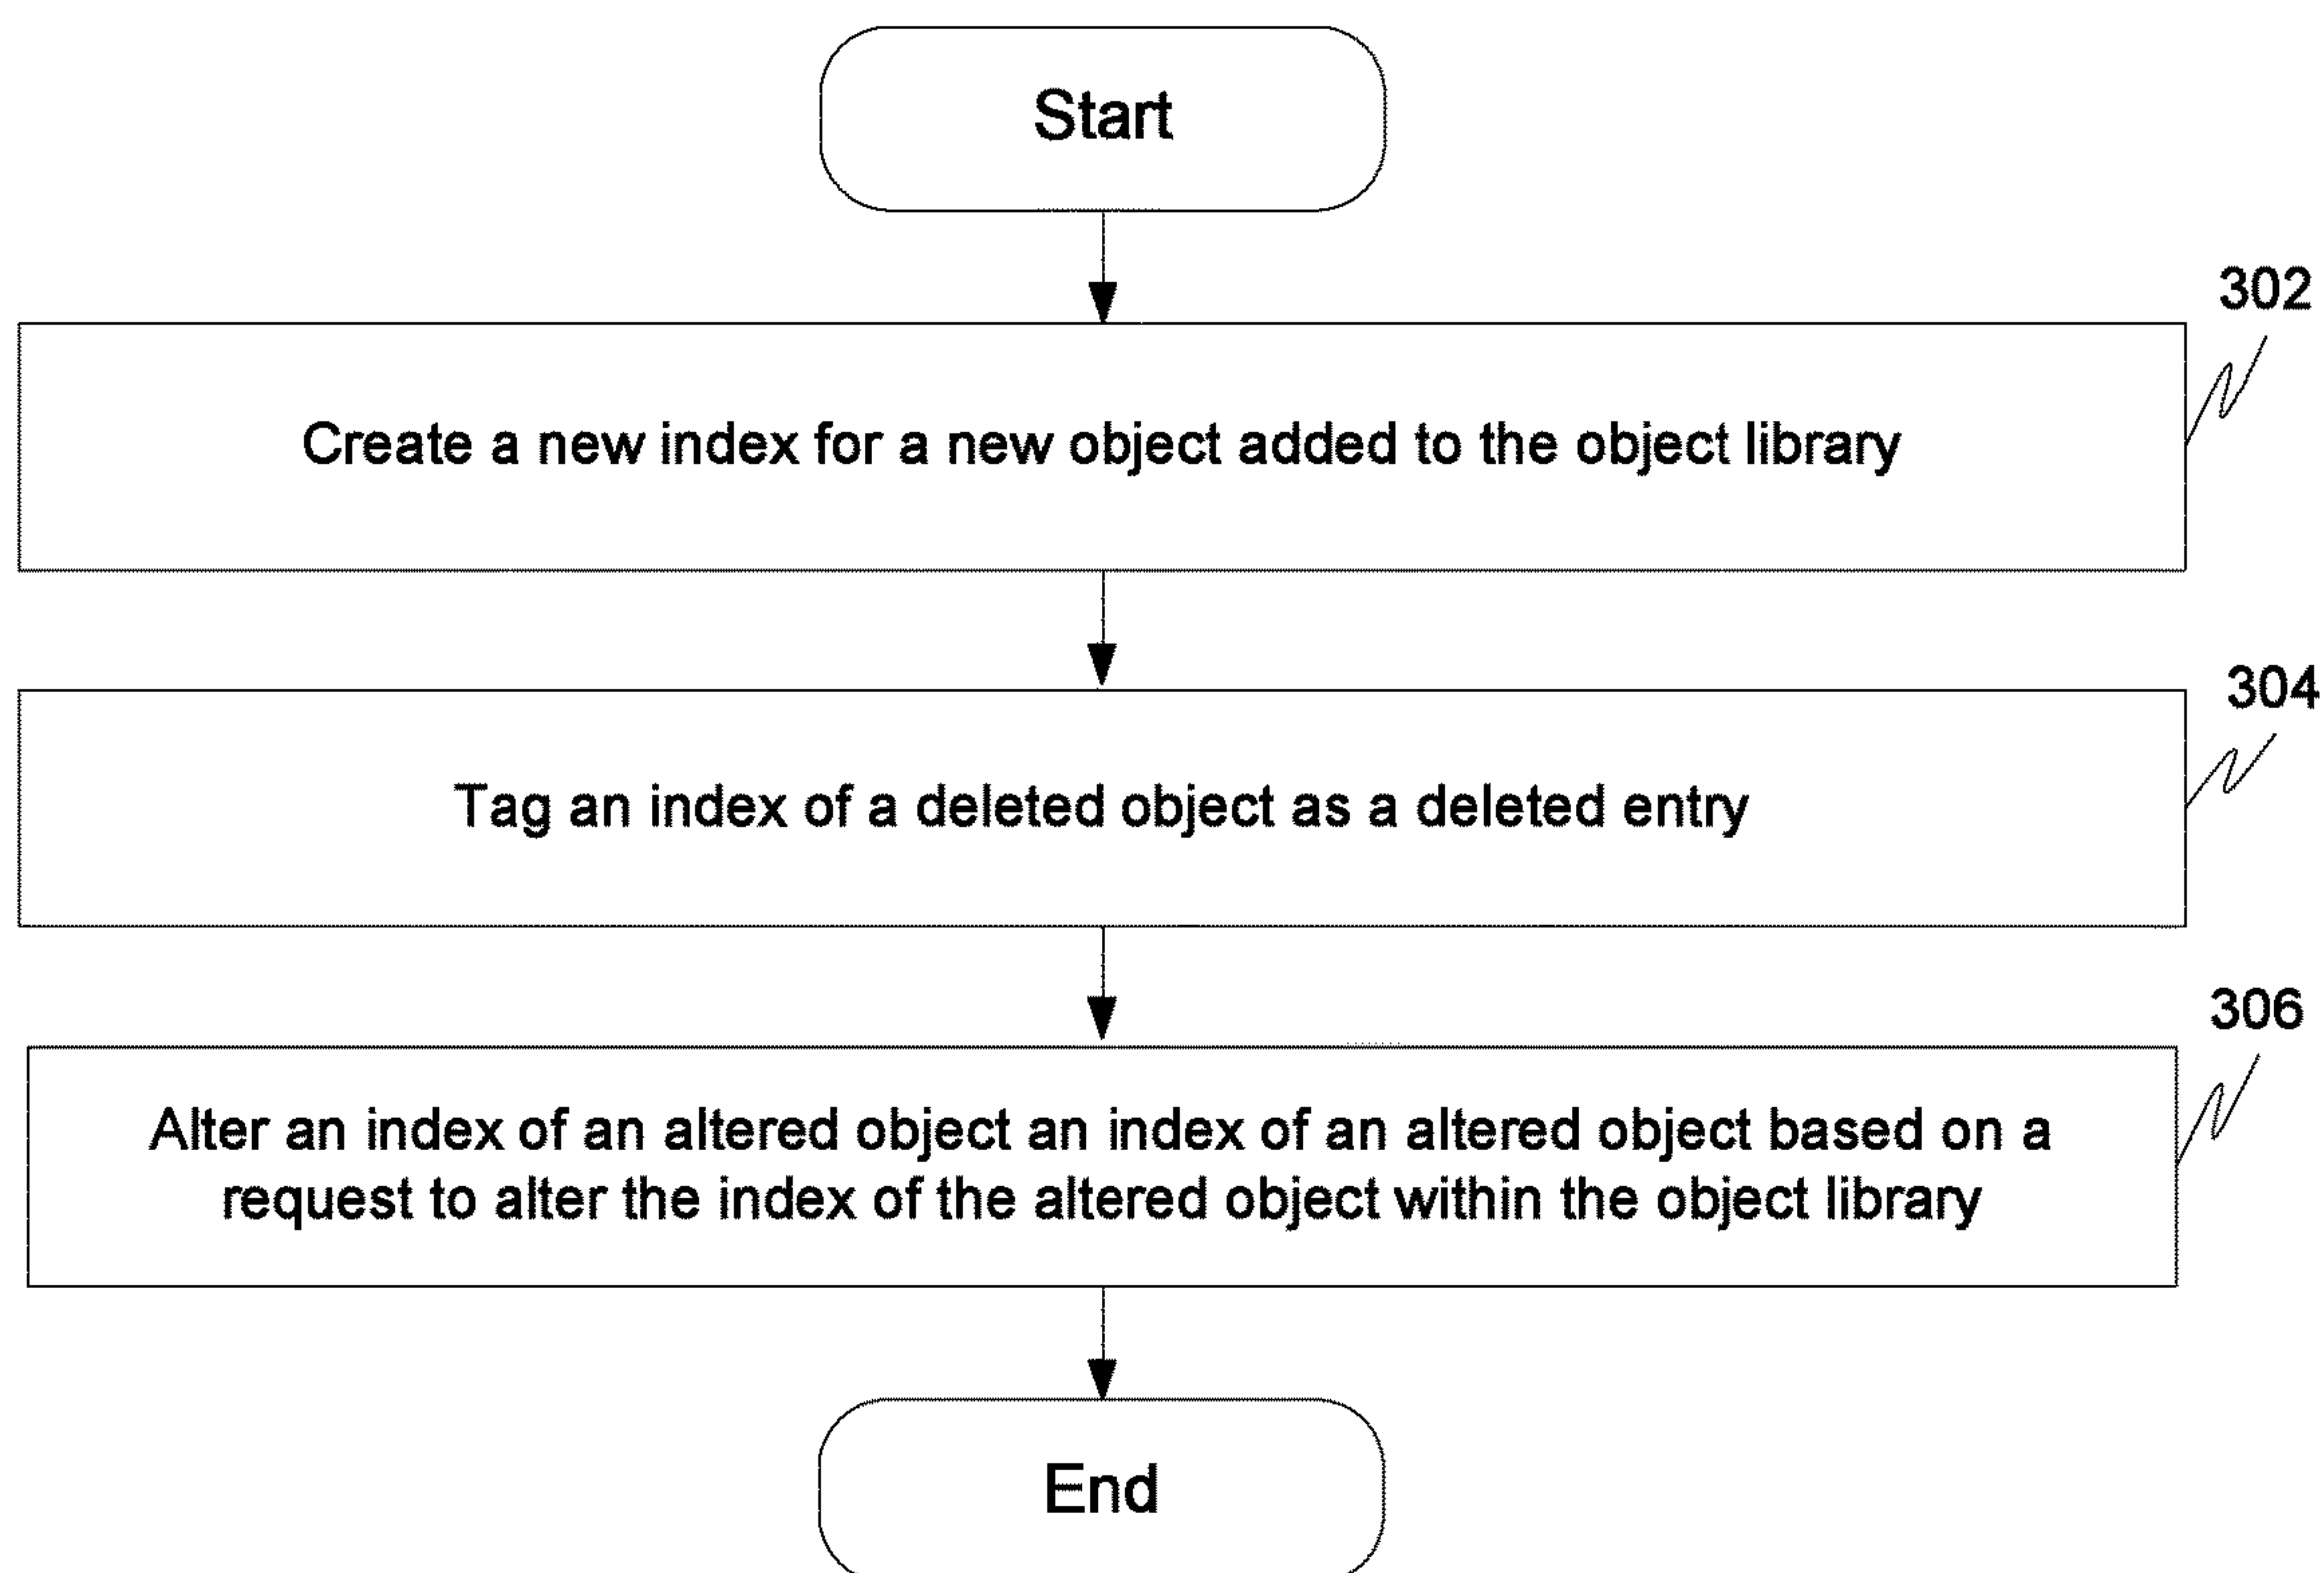 Start
302
Create a new index for a new object added to the object library
304
Tag an index of a deleted object as a deleted entry
306
Alter an index of an altered object an index of an altered object based on a
request to alter the index of the altered object within the object library
End